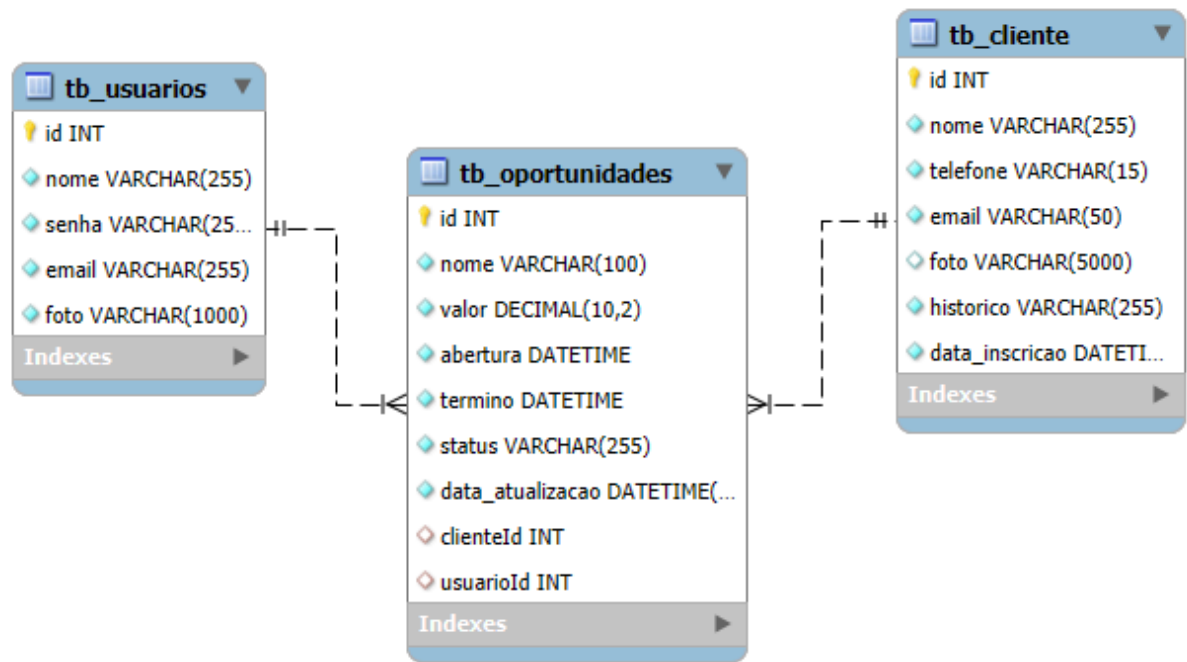 tb_usuarios
id INT
nome VARCHAR(255)
senha VARCHAR(25...
email VARCHAR(255)
foto VARCHAR(1000)
Indexes
tb_oportunidades
id INT
nome VARCHAR(100)
valor DECIMAL(10,2)
abertura DATETIME
termino DATETIME
status VARCHAR(255)
data_atualizacao DATETIME(...
clienteId INT
usuarioId INT
Indexes
tb_cliente
id INT
nome VARCHAR(255)
telefone VARCHAR(15)
email VARCHAR(50)
foto VARCHAR(5000)
historico VARCHAR(255)
data_inscricao DATETI...
Indexes